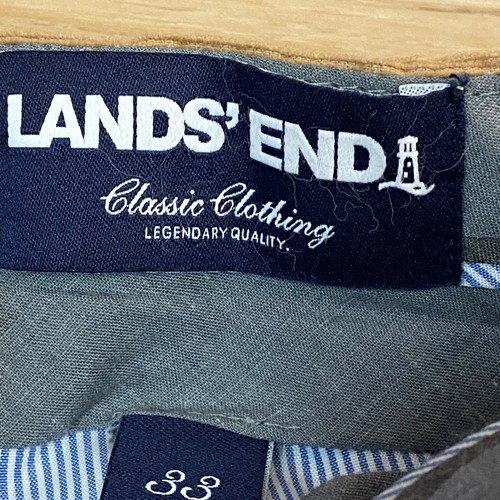 LANDS' END
Classic Clothing
LEGENDARY QUALITY.
33